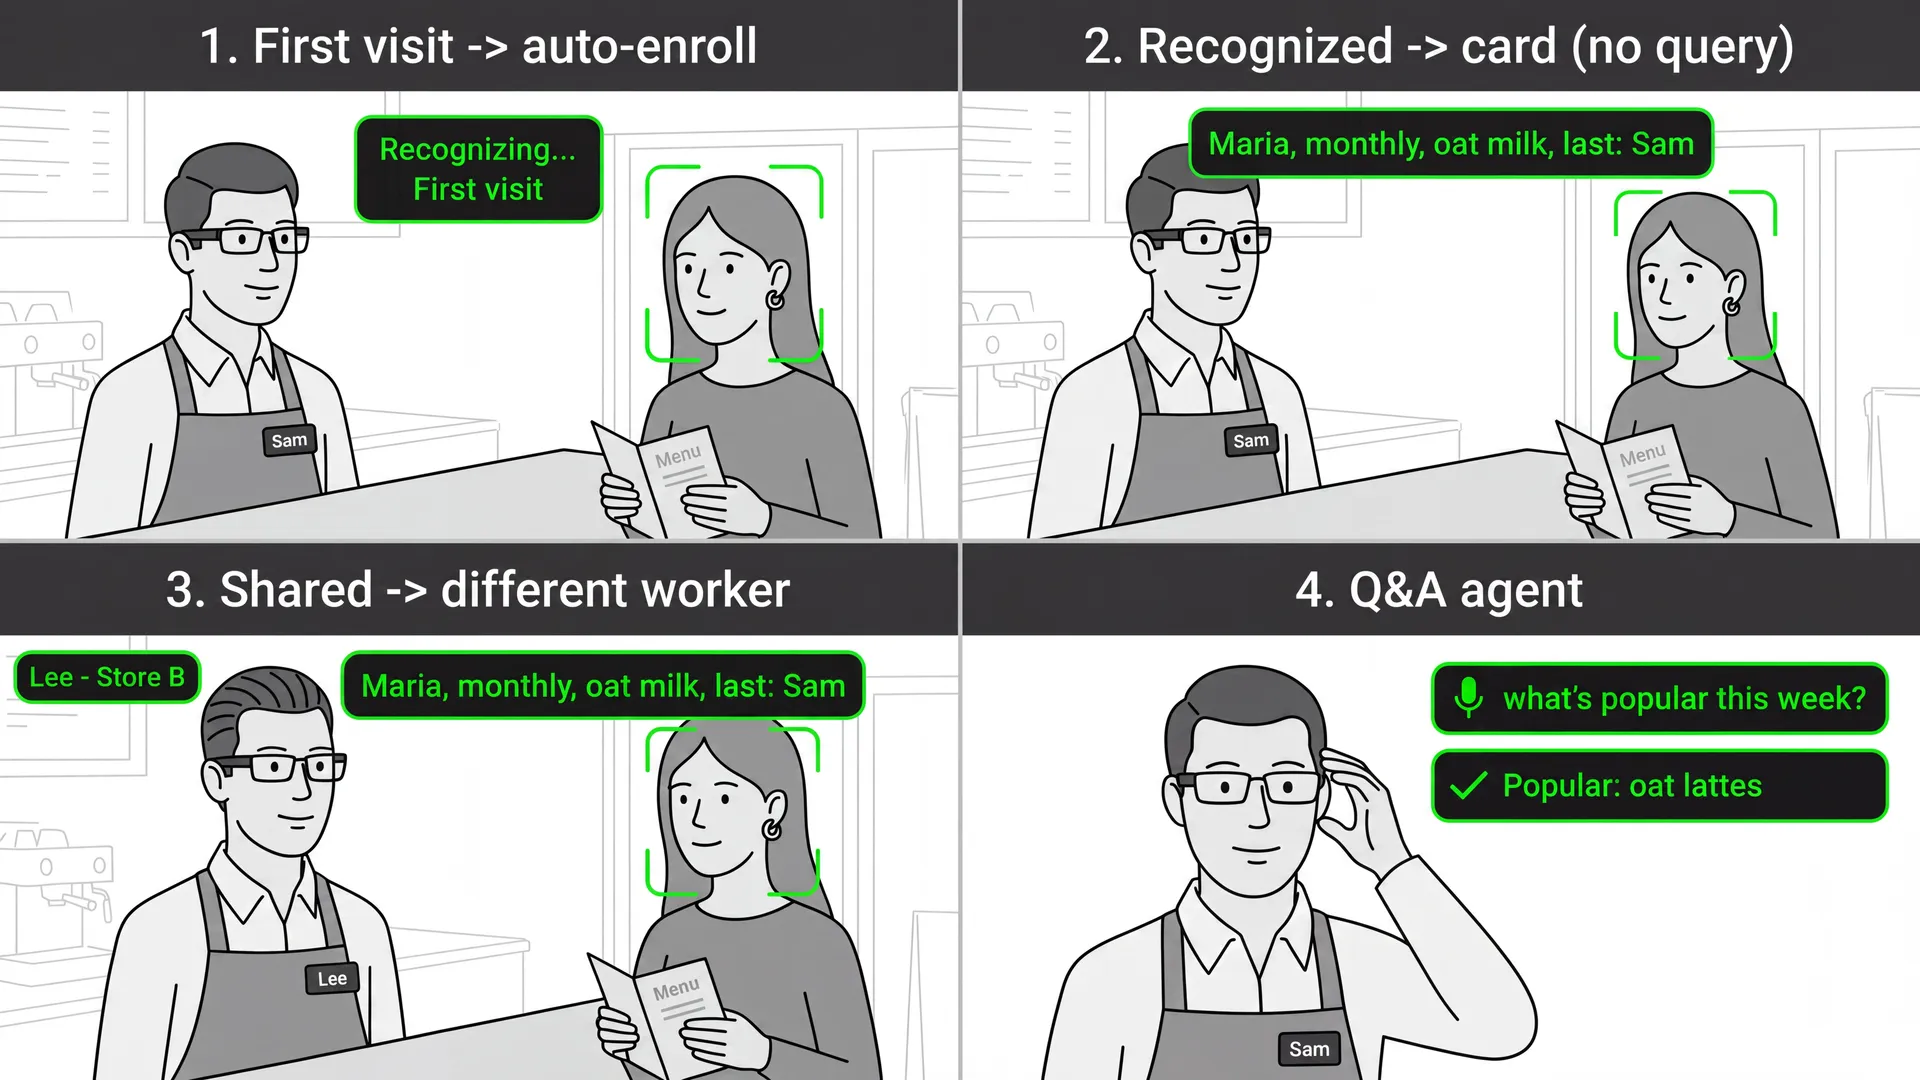 1. First visit -> auto-enroll
Recognizing...
First visit
Sam
Menu
2. Recognized -> card (no query)
Maria, monthly, oat milk, last: Sam
Sam
Menu
3. Shared -> different worker
Lee - Store B
Maria, monthly, oat milk, last: Sam
Lee
Menu
4. Q&A agent
what’s popular this week?
Popular: oat lattes
Sam